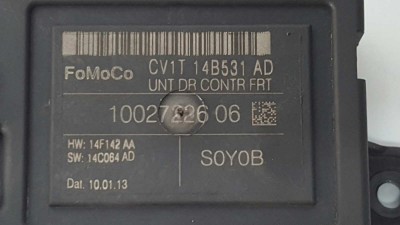 FoMoCo CV1T 14B531 AD
UNT DR CONTR FRT
10027226 06
HW: 14F142 AA
SW: 14C064 AD
S0Y0B
Dat. 10.01.13